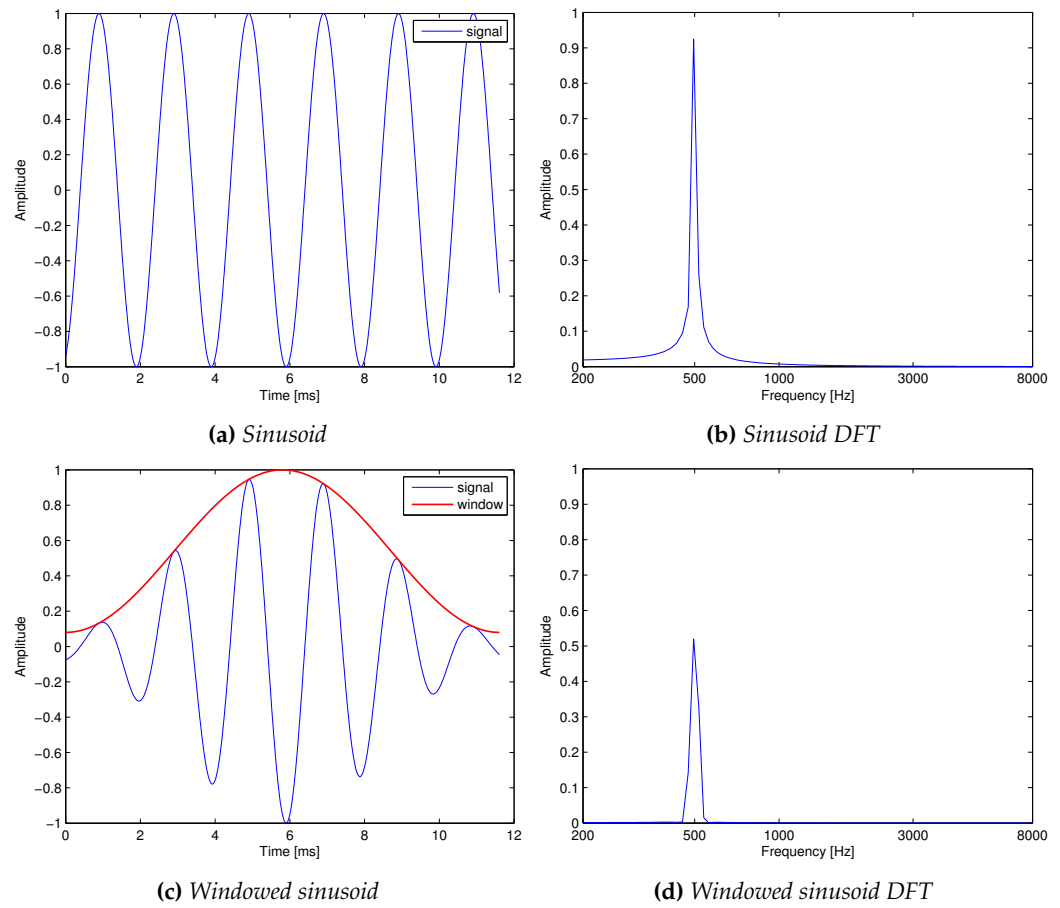 1
0.8
0.6
0.4
0.2
0
−0.2
−0.4
−0.6
−0.8
−1
Amplitude
signal
0 2 4 6 8 10 12
Time [ms]
(a) Sinusoid
1
0.9
0.8
0.7
0.6
0.5
0.4
0.3
0.2
0.1
0
Amplitude
200 500 1000 3000 8000
Frequency [Hz]
(b) Sinusoid DFT
1
0.8
0.6
0.4
0.2
0
−0.2
−0.4
−0.6
−0.8
−1
Amplitude
signal
window
0 2 4 6 8 10 12
Time [ms]
(c) Windowed sinusoid
1
0.9
0.8
0.7
0.6
0.5
0.4
0.3
0.2
0.1
0
Amplitude
200 500 1000 3000 8000
Frequency [Hz]
(d) Windowed sinusoid DFT